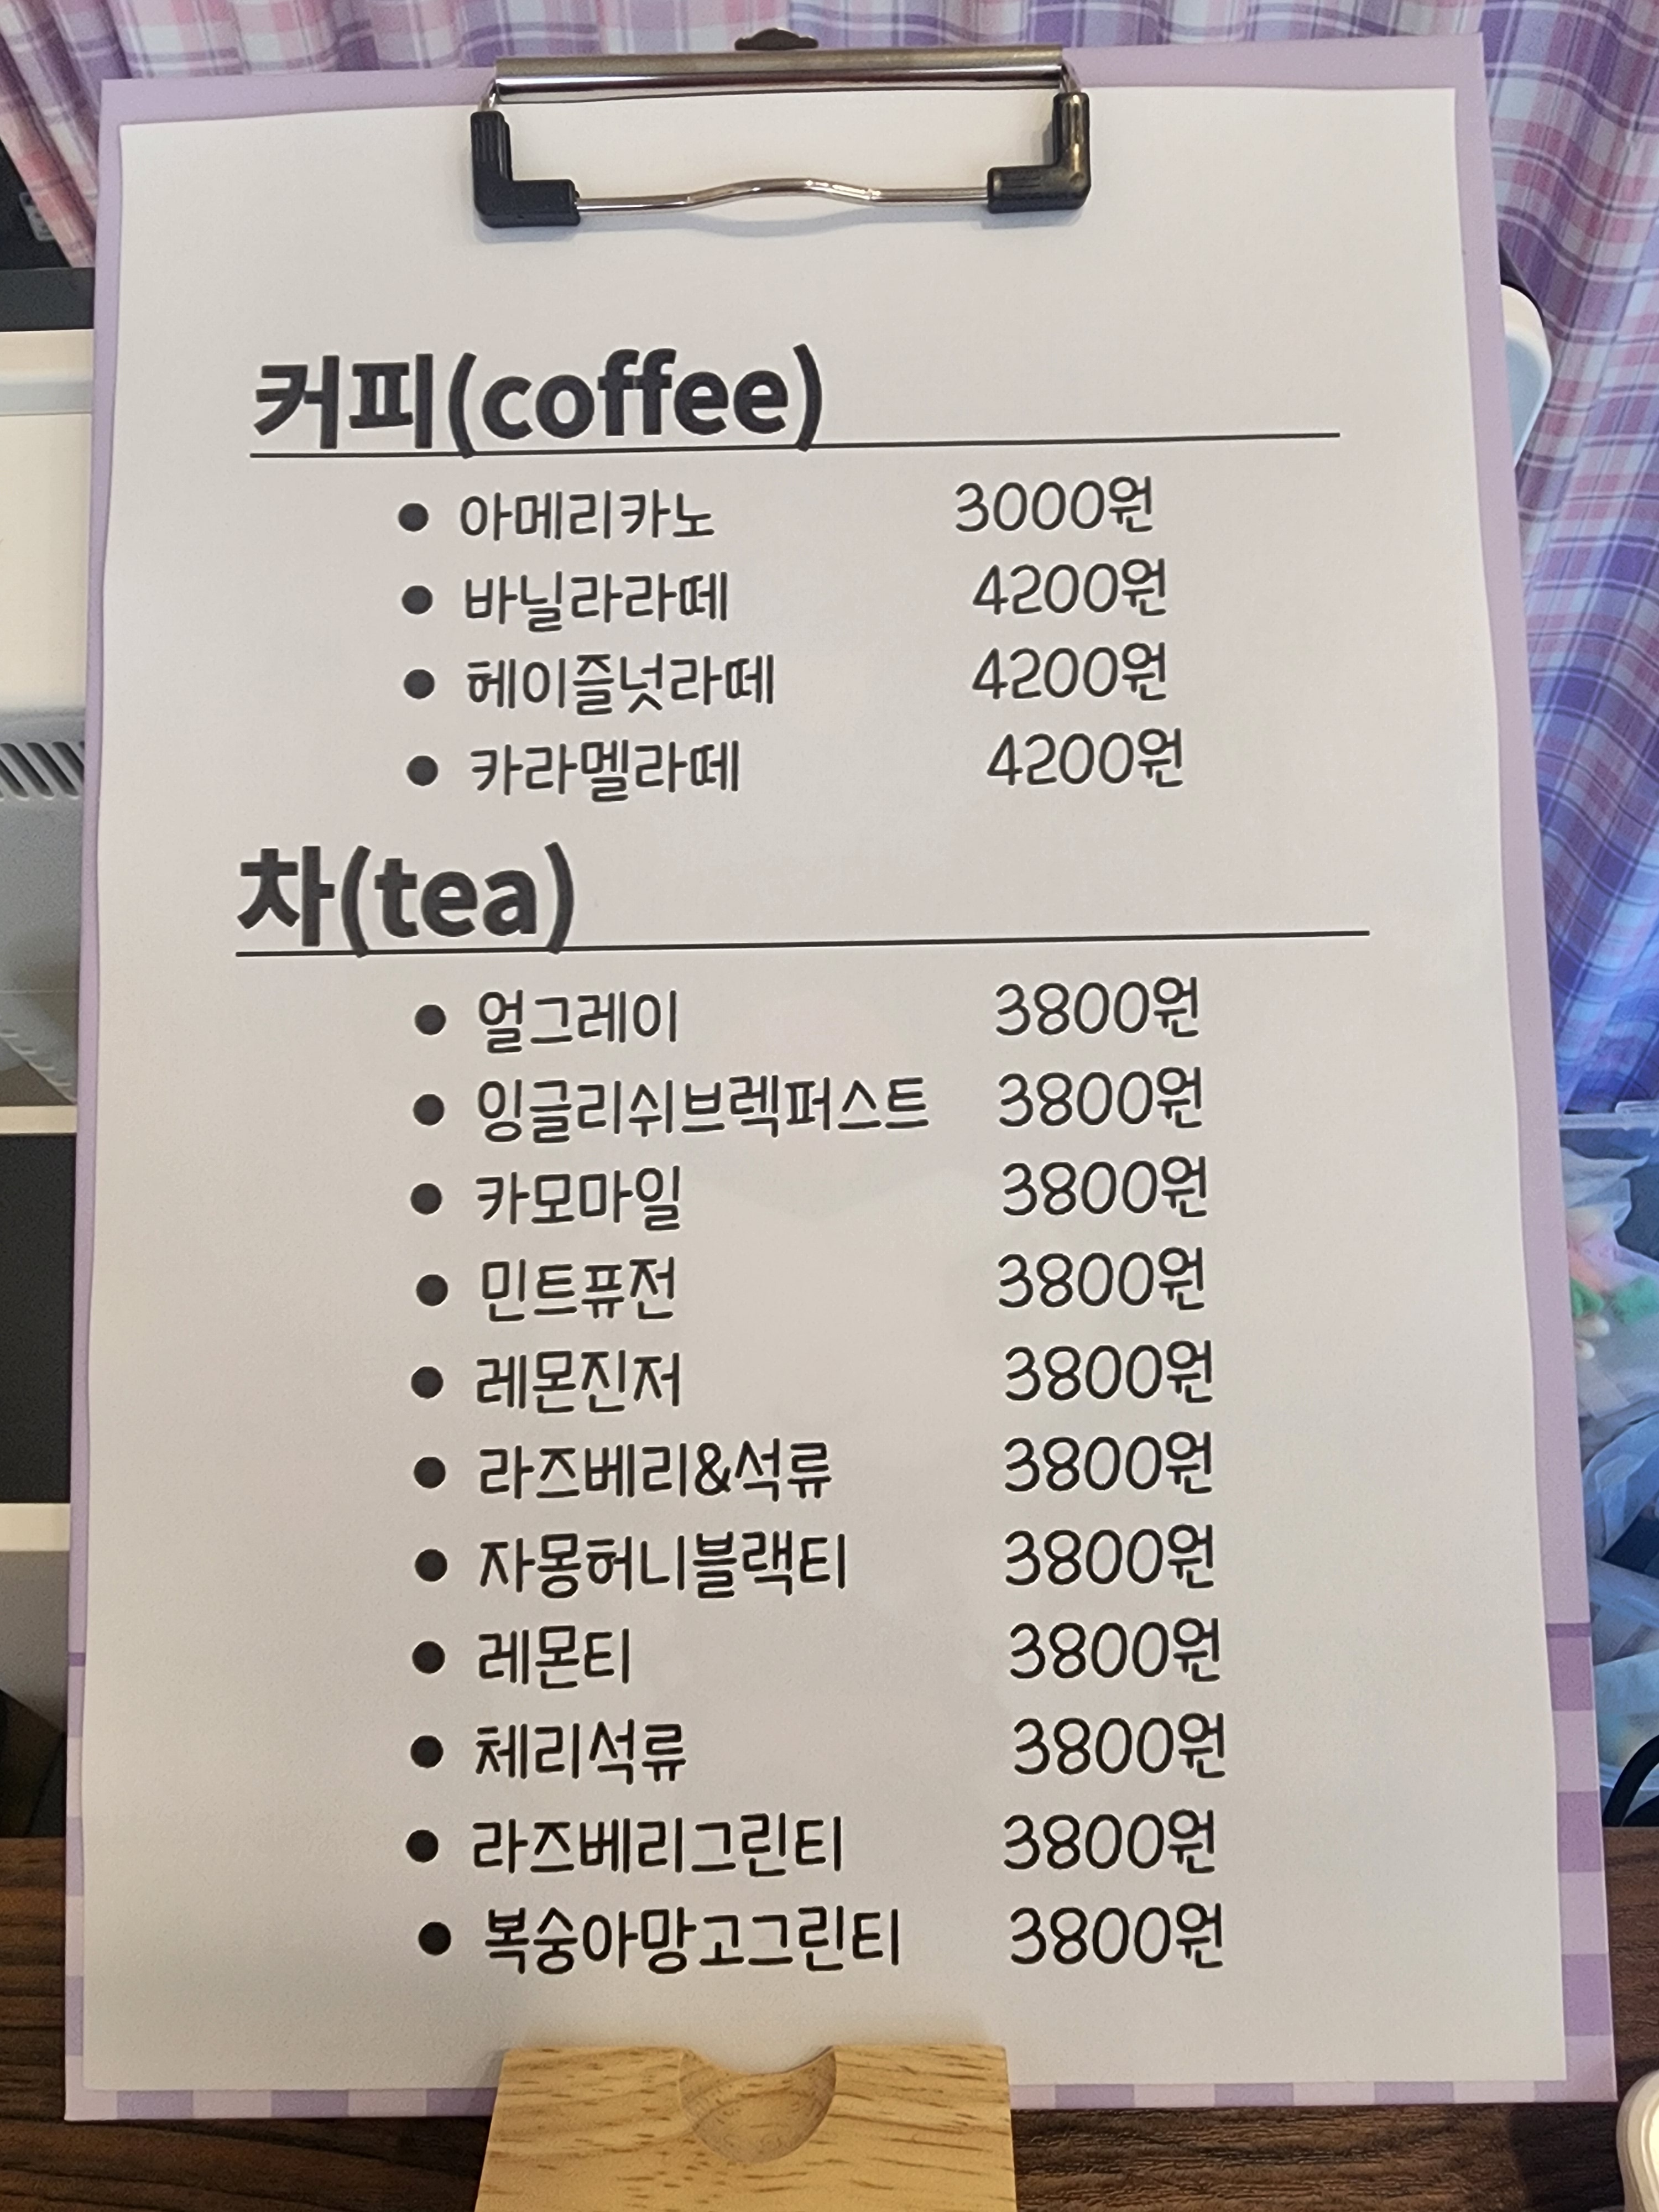 커피(coffee)
● 아메리카노 3000원
● 바닐라라떼 4200원
● 헤이즐넛라떼 4200원
● 카라멜라떼 4200원
차(tea)
● 얼그레이 3800원
● 잉글리쉬브렉퍼스트 3800원
● 카모마일 3800원
● 민트퓨전 3800원
● 레몬진저 3800원
● 라즈베리&석류 3800원
● 자몽허니블랙티 3800원
● 레몬티 3800원
● 체리석류 3800원
● 라즈베리그린티 3800원
● 복숭아망고그린티 3800원